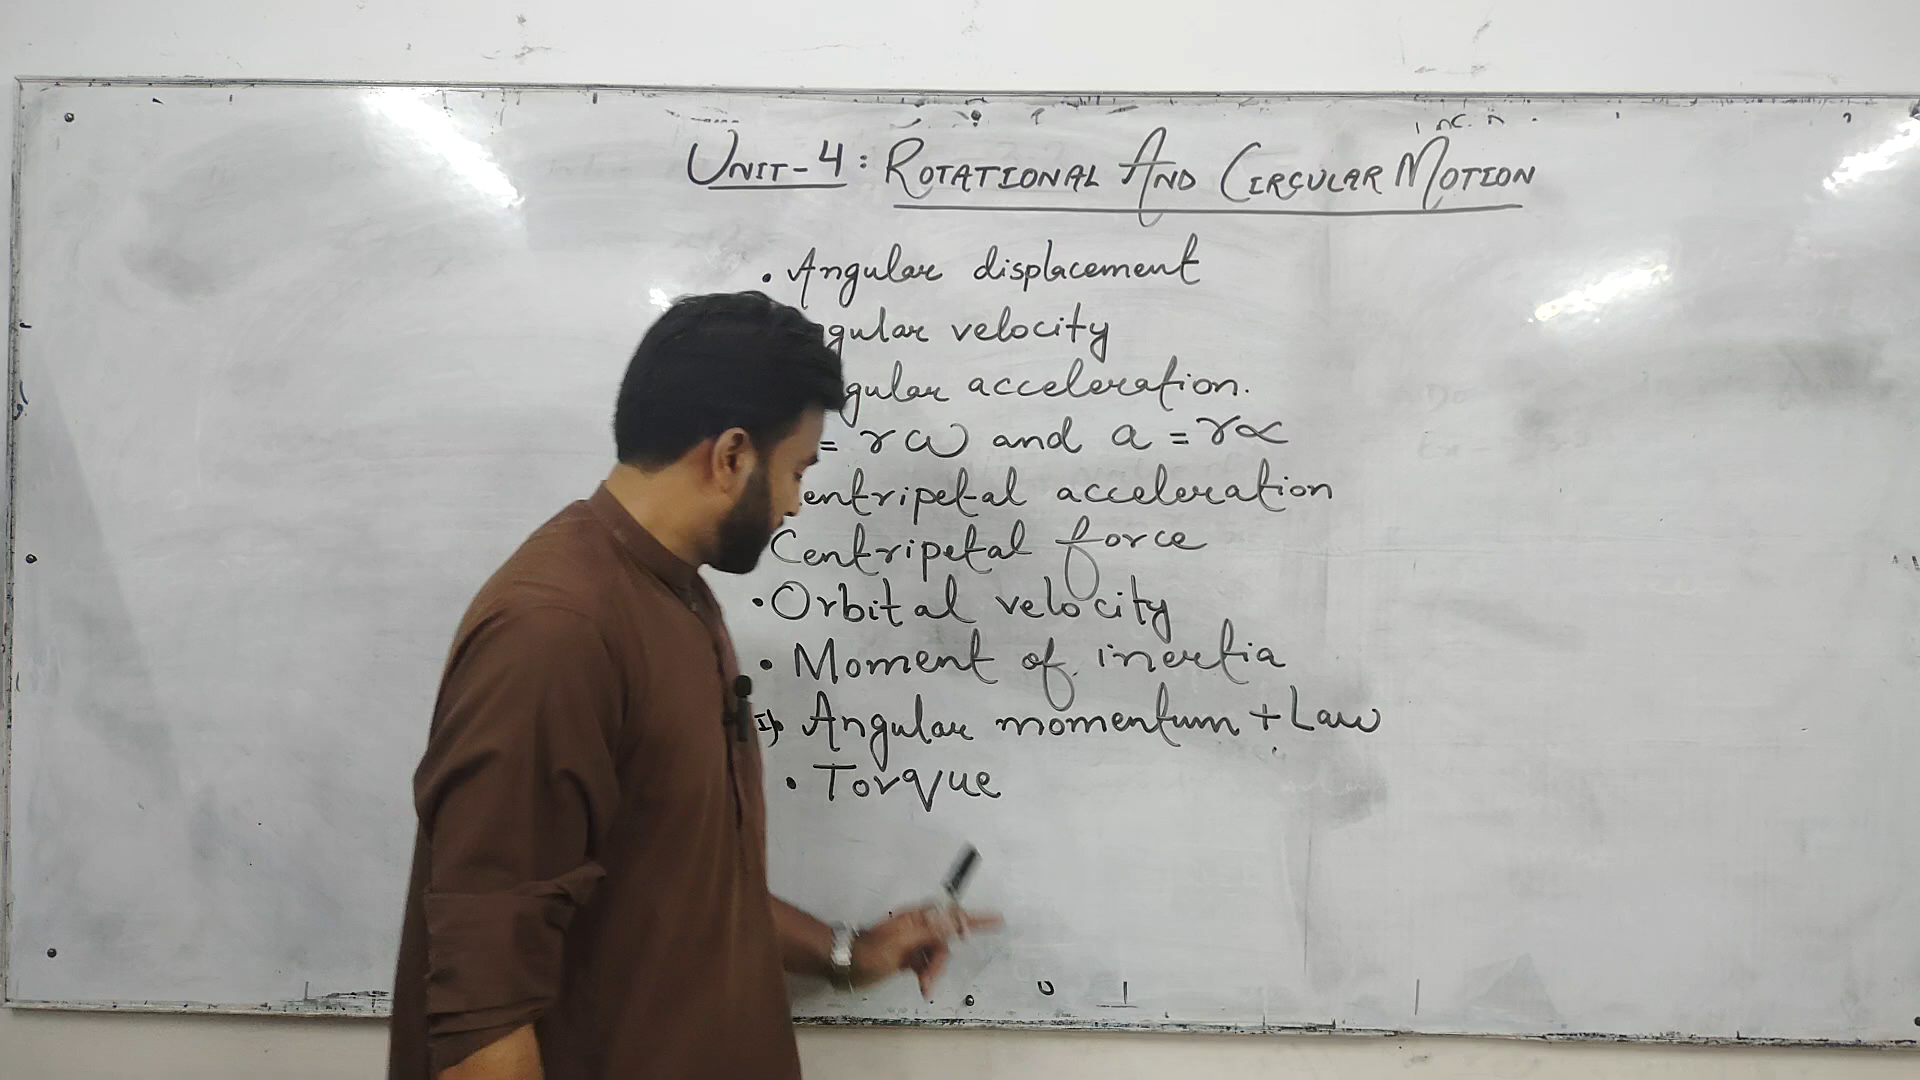 UNIT-4: ROTATIONAL AND CIRCULAR MOTION
• Angular displacement
gular velocity
gular acceleration.
= rω and a = rα
entripetal acceleration
Centripetal force
• Orbital velocity
• Moment of inertia
Angular momentum + Law
• Torque